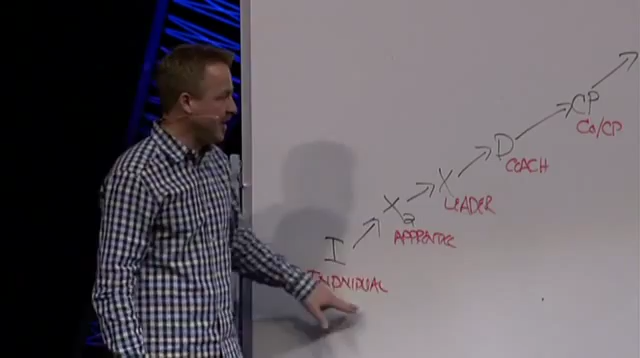 I
INDIVIDUAL
X2
APPRENTICE
X
LEADER
D
COACH
CP
Co/CP